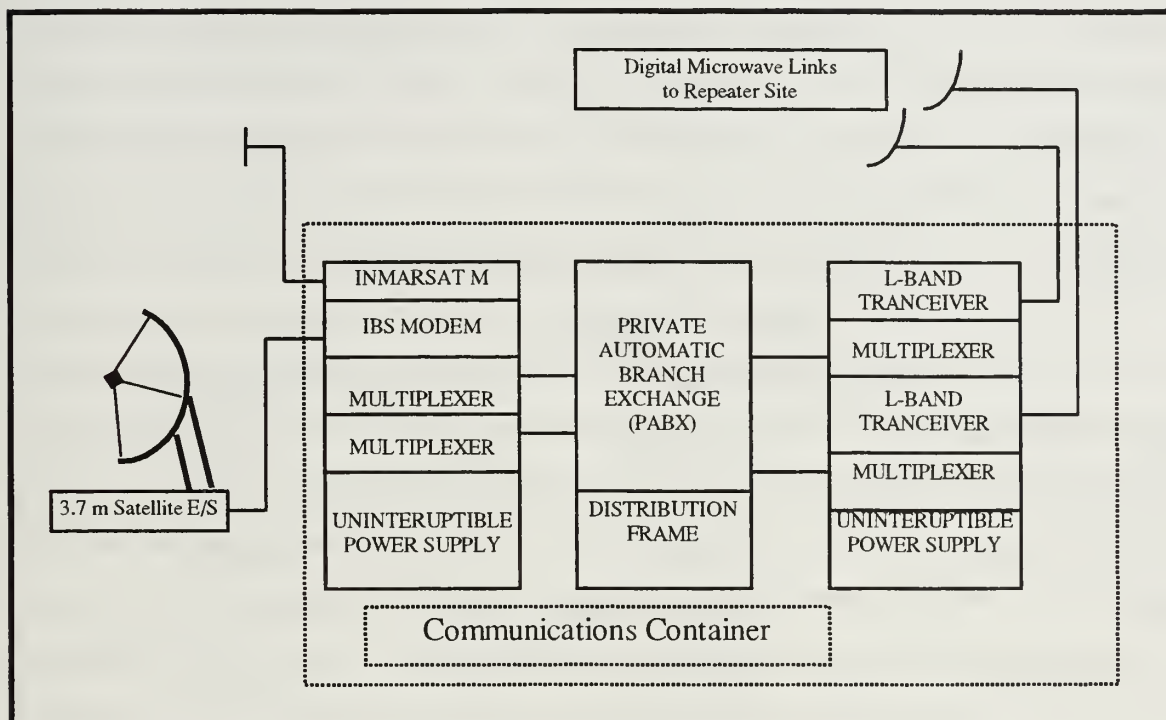 Digital Microwave Links
to Repeater Site
INMARSAT M
IBS MODEM
MULTIPLEXER
MULTIPLEXER
UNINTERUPTIBLE
POWER SUPPLY
3.7 m Satellite E/S
PRIVATE
AUTOMATIC
BRANCH
EXCHANGE
(PABX)
DISTRIBUTION
FRAME
L-BAND
TRANCEIVER
MULTIPLEXER
L-BAND
TRANCEIVER
MULTIPLEXER
UNINTERUPTIBLE
POWER SUPPLY
Communications Container